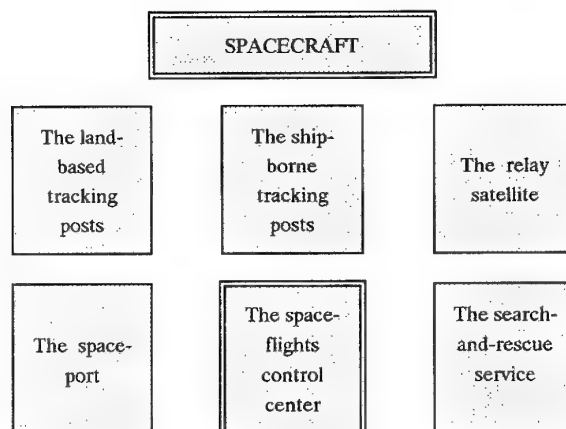 SPACECRAFT
The land-
based
tracking
posts
The ship-
borne
tracking
posts
The relay
satellite
The space-
port
The space-
flights
control
center
The search-
and-rescue
service